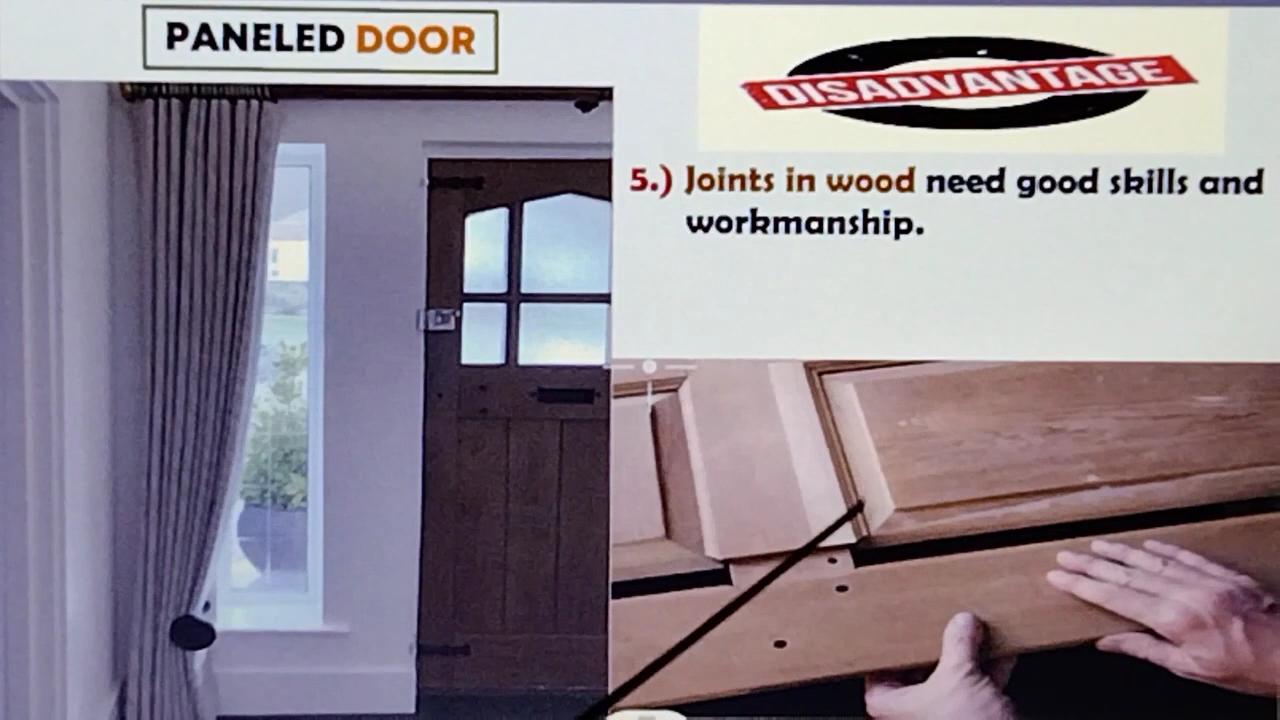 PANELED DOOR
DISADVANTAGE
5.) Joints in wood need good skills and
workmanship.